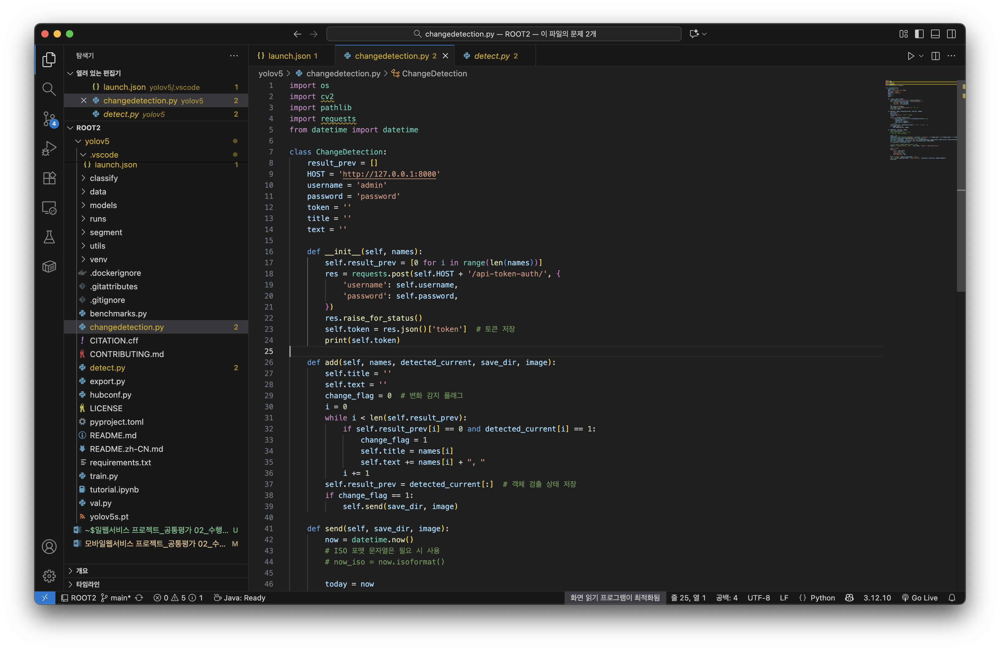 changedetection.py — ROOT2 — 이 파일의 문제 2개
탐색기
열려 있는 편집기
launch.json yolov5/.vscode 1
changedetection.py yolov5 2
detect.py yolov5 2
ROOT2
yolov5
.vscode
launch.json 1
classify
data
models
runs
segment
utils
venv
.dockerignore
.gitattributes
.gitignore
benchmarks.py
changedetection.py 2
CITATION.cff
CONTRIBUTING.md
detect.py 2
export.py
hubconf.py
LICENSE
pyproject.toml
README.md
README.zh-CN.md
requirements.txt
train.py
tutorial.ipynb
val.py
yolov5s.pt
~$일웹서비스 프로젝트_공통평가 02_수행... U
모바일웹서비스 프로젝트_공통평가 02_수... M
개요
타임라인
4
launch.json 1
changedetection.py 2
detect.py 2
yolov5 > changedetection.py > ChangeDetection
1 import os
2 import cv2
3 import pathlib
4 import requests
5 from datetime import datetime
6
7 class ChangeDetection:
8 result_prev = []
9 HOST = 'http://127.0.0.1:8000'
10 username = 'admin'
11 password = 'password'
12 token = ''
13 title = ''
14 text = ''
15
16 def __init__(self, names):
17 self.result_prev = [0 for i in range(len(names))]
18 res = requests.post(self.HOST + '/api-token-auth/', {
19 'username': self.username,
20 'password': self.password,
21 })
22 res.raise_for_status()
23 self.token = res.json()['token'] # 토큰 저장
24 print(self.token)
25
26 def add(self, names, detected_current, save_dir, image):
27 self.title = ''
28 self.text = ''
29 change_flag = 0 # 변화 감지 플래그
30 i = 0
31 while i < len(self.result_prev):
32 if self.result_prev[i] == 0 and detected_current[i] == 1:
33 change_flag = 1
34 self.title = names[i]
35 self.text += names[i] + ", "
36 i += 1
37 self.result_prev = detected_current[:] # 객체 검출 상태 저장
38 if change_flag == 1:
39 self.send(save_dir, image)
40
41 def send(self, save_dir, image):
42 now = datetime.now()
43 # ISO 포맷 문자열은 필요 시 사용
44 # now_iso = now.isoformat()
45
46 today = now
ROOT2 main* 0 5 1 Java: Ready 화면 읽기 프로그램이 최적화됨 줄 25, 열 1 공백: 4 UTF-8 LF {} Python 3.12.10 Go Live